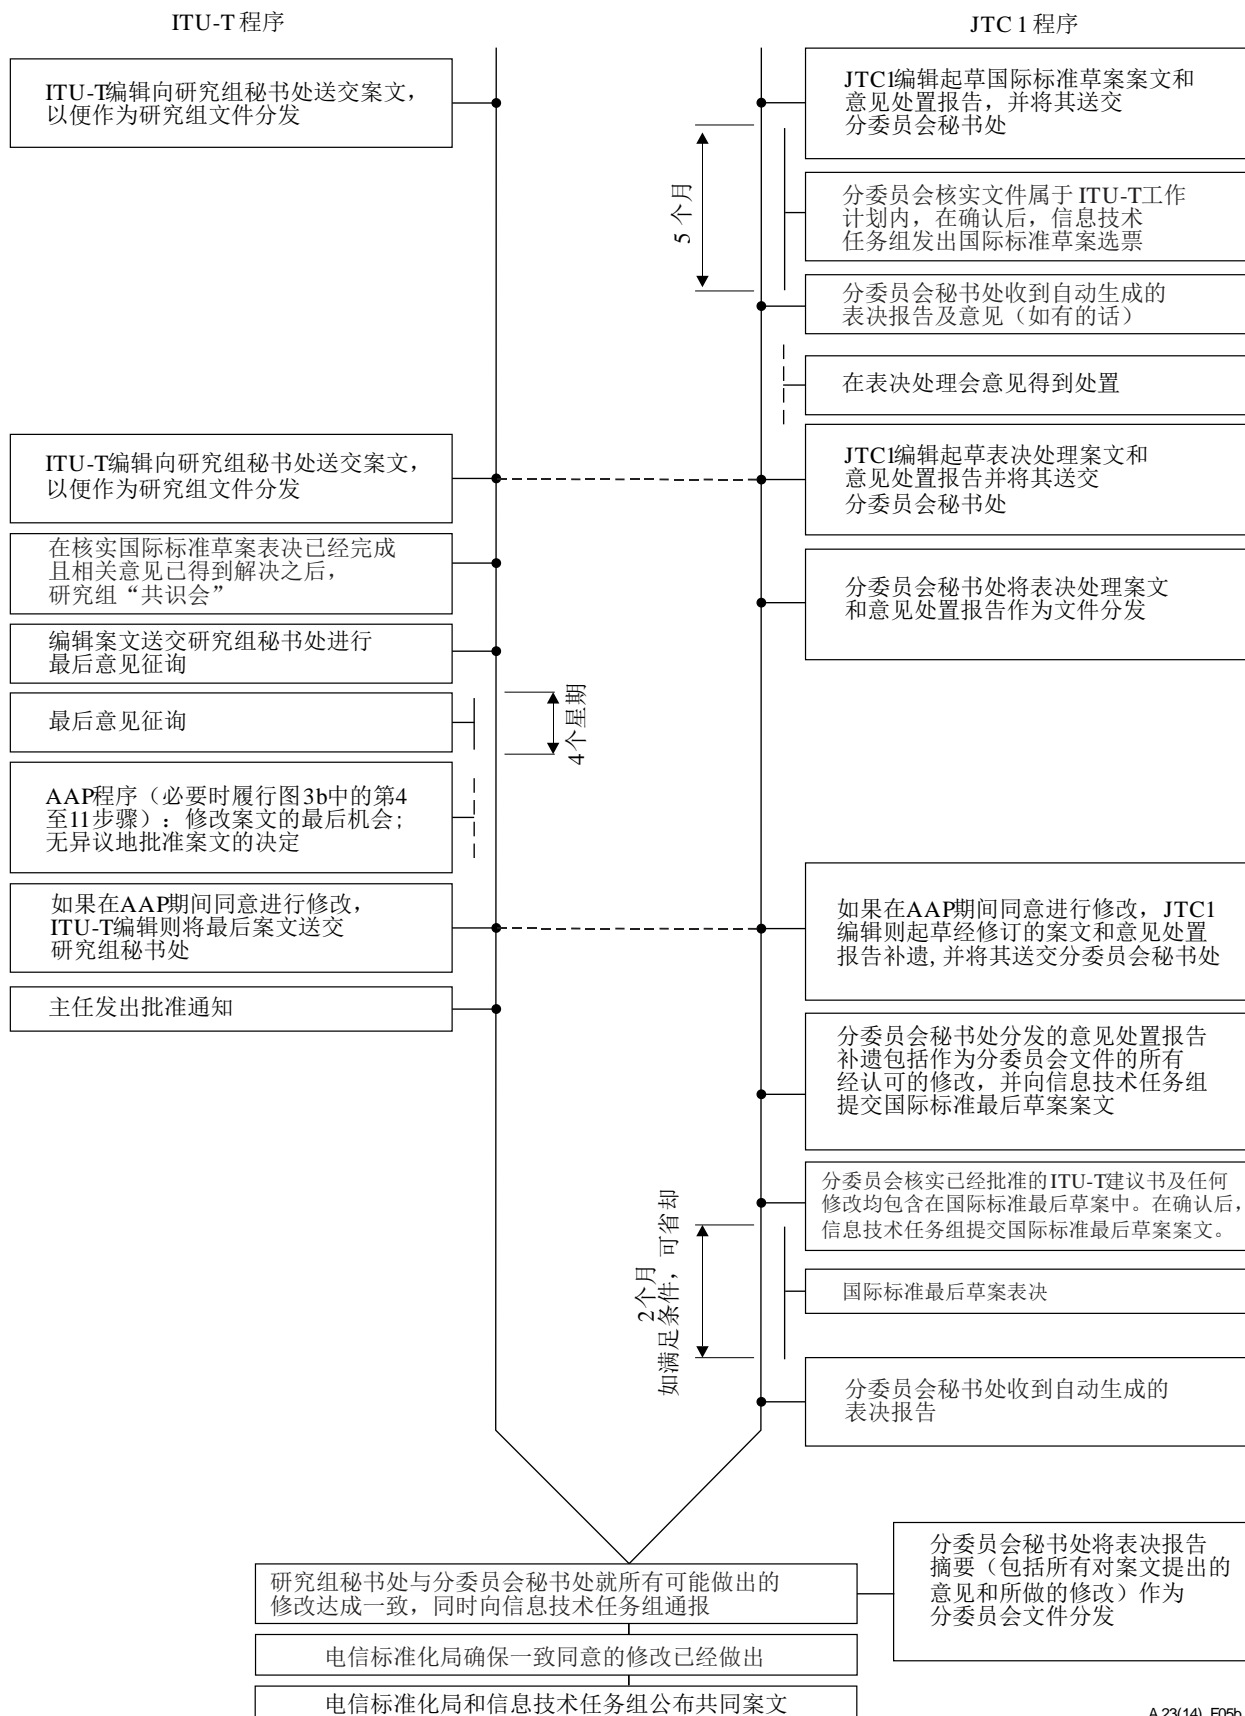 ITU-T 程序
JTC 1 程序
ITU-T编辑向研究组秘书处送交案文，
以便作为研究组文件分发
JTC1编辑起草国际标准草案案文和
意见处置报告，并将其送交
分委员会秘书处
5 个月
分委员会核实文件属于 ITU-T工作
计划内，在确认后，信息技术
任务组发出国际标准草案选票
分委员会秘书处收到自动生成的
表决报告及意见（如有的话）
在表决处理会意见得到处置
ITU-T编辑向研究组秘书处送交案文，
以便作为研究组文件分发
JTC1编辑起草表决处理案文和
意见处置报告并将其送交
分委员会秘书处
在核实国际标准草案表决已经完成
且相关意见已得到解决之后，
研究组“共识会”
分委员会秘书处将表决处理案文
和意见处置报告作为文件分发
编辑案文送交研究组秘书处进行
最后意见征询
最后意见征询
4个星期
AAP程序（必要时履行图3b中的第4
至11步骤）：修改案文的最后机会；
无异议地批准案文的决定
如果在AAP期间同意进行修改，
ITU-T编辑则将最后案文送交
研究组秘书处
如果在AAP期间同意进行修改，JTC1
编辑则起草经修订的案文和意见处置
报告补遗, 并将其送交分委员会秘书处
主任发出批准通知
分委员会秘书处分发的意见处置报告
补遗包括作为分委员会文件的所有
经认可的修改，并向信息技术任务组
提交国际标准最后草案案文
分委员会核实已经批准的ITU-T建议书及任何
修改均包含在国际标准最后草案中。在确认后，
信息技术任务组提交国际标准最后草案案文。
2个月
如满足条件，可省却
国际标准最后草案表决
分委员会秘书处收到自动生成的
表决报告
分委员会秘书处将表决报告
摘要（包括所有对案文提出的
意见和所做的修改）作为
分委员会文件分发
研究组秘书处与分委员会秘书处就所有可能做出的
修改达成一致，同时向信息技术任务组通报
电信标准化局确保一致同意的修改已经做出
电信标准化局和信息技术任务组公布共同案文
A.23(14)_F05b